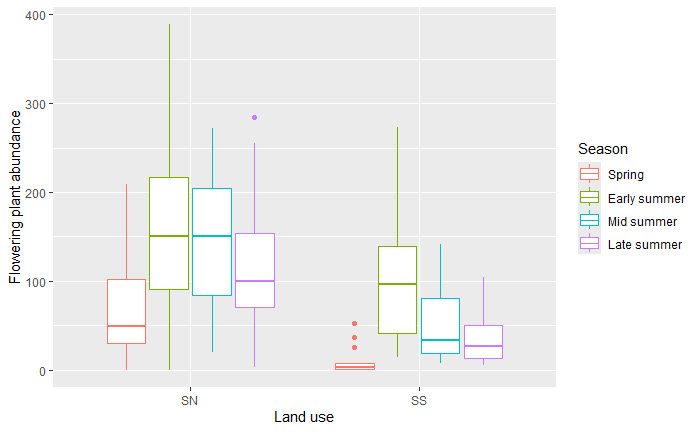 400
300
200
100
0
Flowering plant abundance
SN
SS
Land use
Season
Spring
Early summer
Mid summer
Late summer